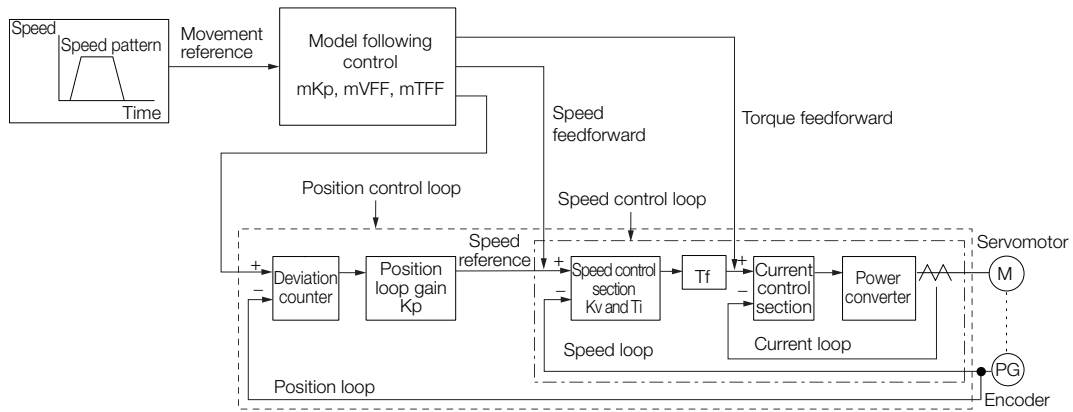 Speed
Speed pattern
Time
Movement
reference
Model following
control
mKp, mVFF, mTFF
Speed
feedforward
Torque feedforward
Position control loop
Speed control loop
Speed
reference
Servomotor
+
−
Deviation
counter
Position
loop gain
Kp
+
−
Speed control
section
Kv and Ti
Tf
+
−
Current
control
section
Power
converter
M
Speed loop
Current loop
PG
Position loop
Encoder